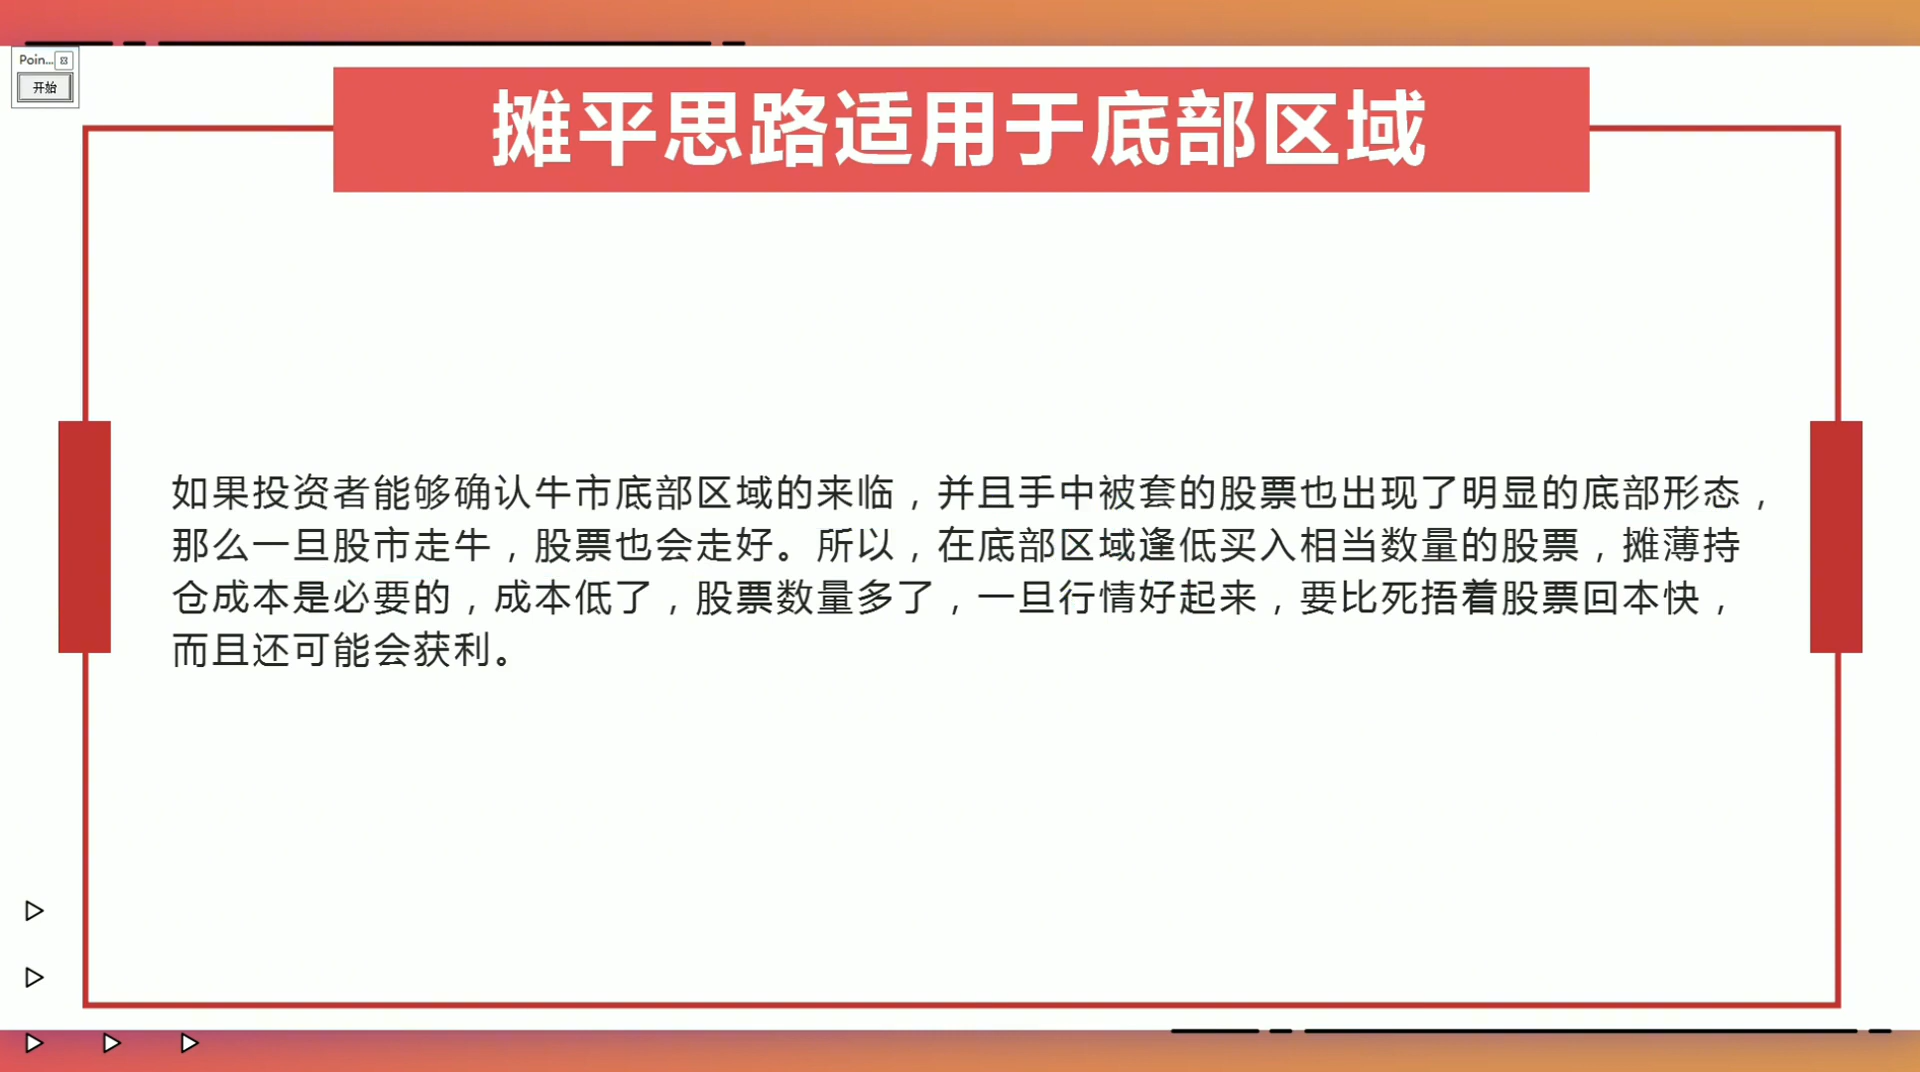 Poin...
开始
摊平思路适用于底部区域
如果投资者能够确认牛市底部区域的来临，并且手中被套的股票也出现了明显的底部形态，
那么一旦股市走牛，股票也会走好。所以，在底部区域逢低买入相当数量的股票，摊薄持
仓成本是必要的，成本低了，股票数量多了，一旦行情好起来，要比死捂着股票回本快，
而且还可能会获利。